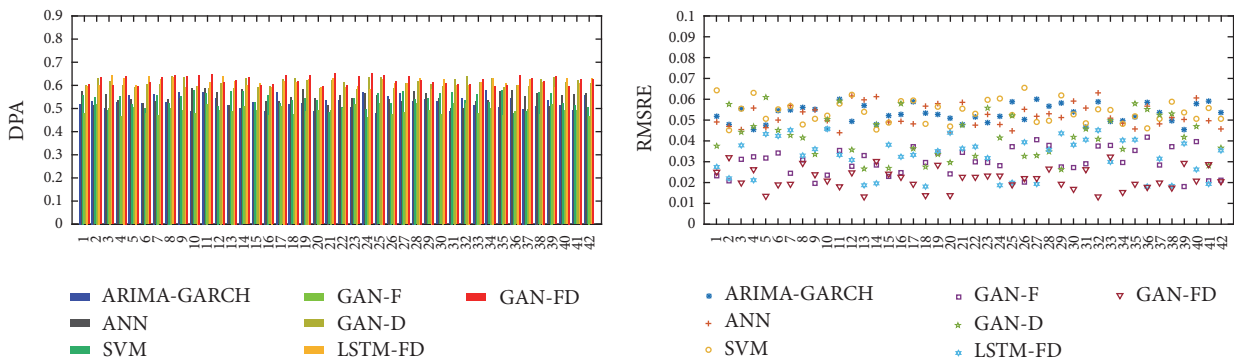 0.9
0.8
0.7
0.6
0.5
0.4
0.3
0.2
0.1
0
DPA
1 2 3 4 5 6 7 8 9 10 11 12 13 14 15 16 17 18 19 20 21 22 23 24 25 26 27 28 29 30 31 32 33 34 35 36 37 38 39 40 41 42
ARIMA-GARCH
ANN
SVM
GAN-F
GAN-D
LSTM-FD
GAN-FD
0.1
0.09
0.08
0.07
0.06
0.05
0.04
0.03
0.02
0.01
0
RMSRE
1 2 3 4 5 6 7 8 9 10 11 12 13 14 15 16 17 18 19 20 21 22 23 24 25 26 27 28 29 30 31 32 33 34 35 36 37 38 39 40 41 42
ARIMA-GARCH
ANN
SVM
GAN-F
GAN-D
LSTM-FD
GAN-FD